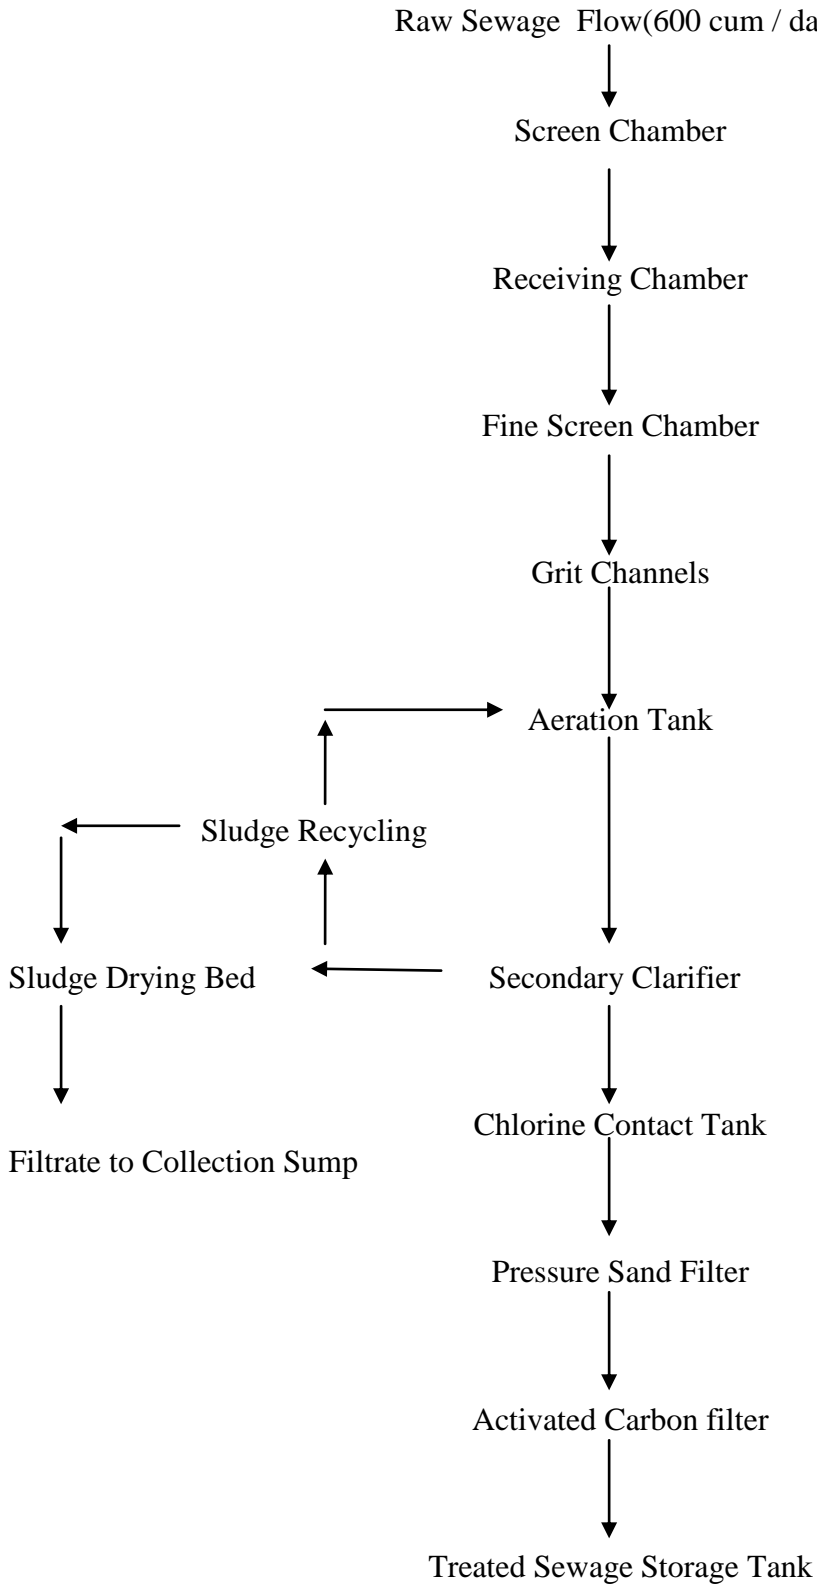 Raw Sewage  Flow(600 cum / da
Screen Chamber
Receiving Chamber
Fine Screen Chamber
Grit Channels
Aeration Tank
Sludge Recycling
Sludge Drying Bed
Secondary Clarifier
Chlorine Contact Tank
Filtrate to Collection Sump
Pressure Sand Filter
Activated Carbon filter
Treated Sewage Storage Tank